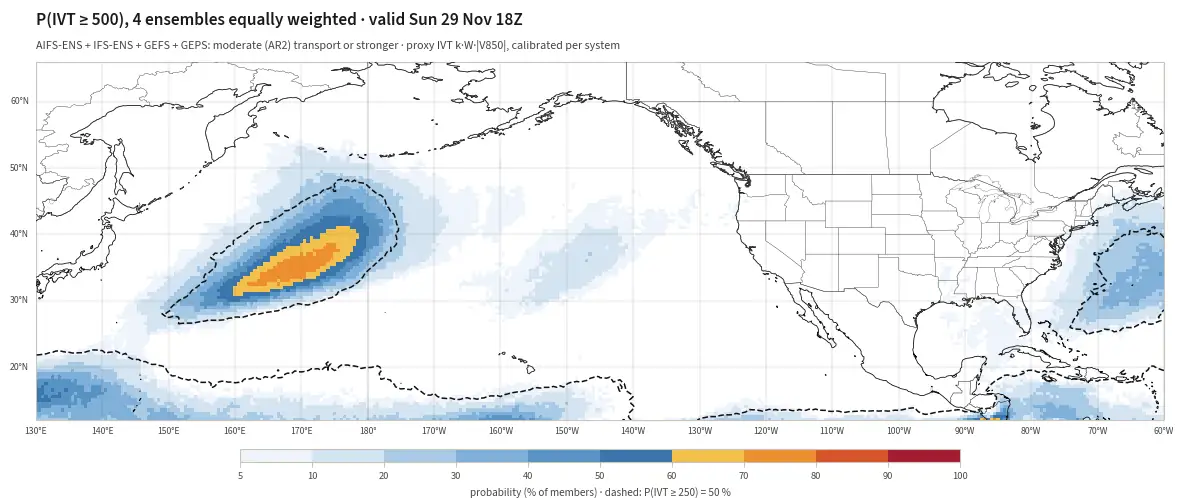 P(IVT ≥ 500), 4 ensembles equally weighted · valid Sun 29 Nov 18Z
AIFS-ENS + IFS-ENS + GEFS + GEPS: moderate (AR2) transport or stronger · proxy IVT k·W·|V850|, calibrated per system
60°N
50°N
40°N
30°N
20°N
130°E 140°E 150°E 160°E 170°E 180° 170°W 160°W 150°W 140°W 130°W 120°W 110°W 100°W 90°W 80°W 70°W 60°W
5 10 20 30 40 50 60 70 80 90 100
probability (% of members) · dashed: P(IVT ≥ 250) = 50 %